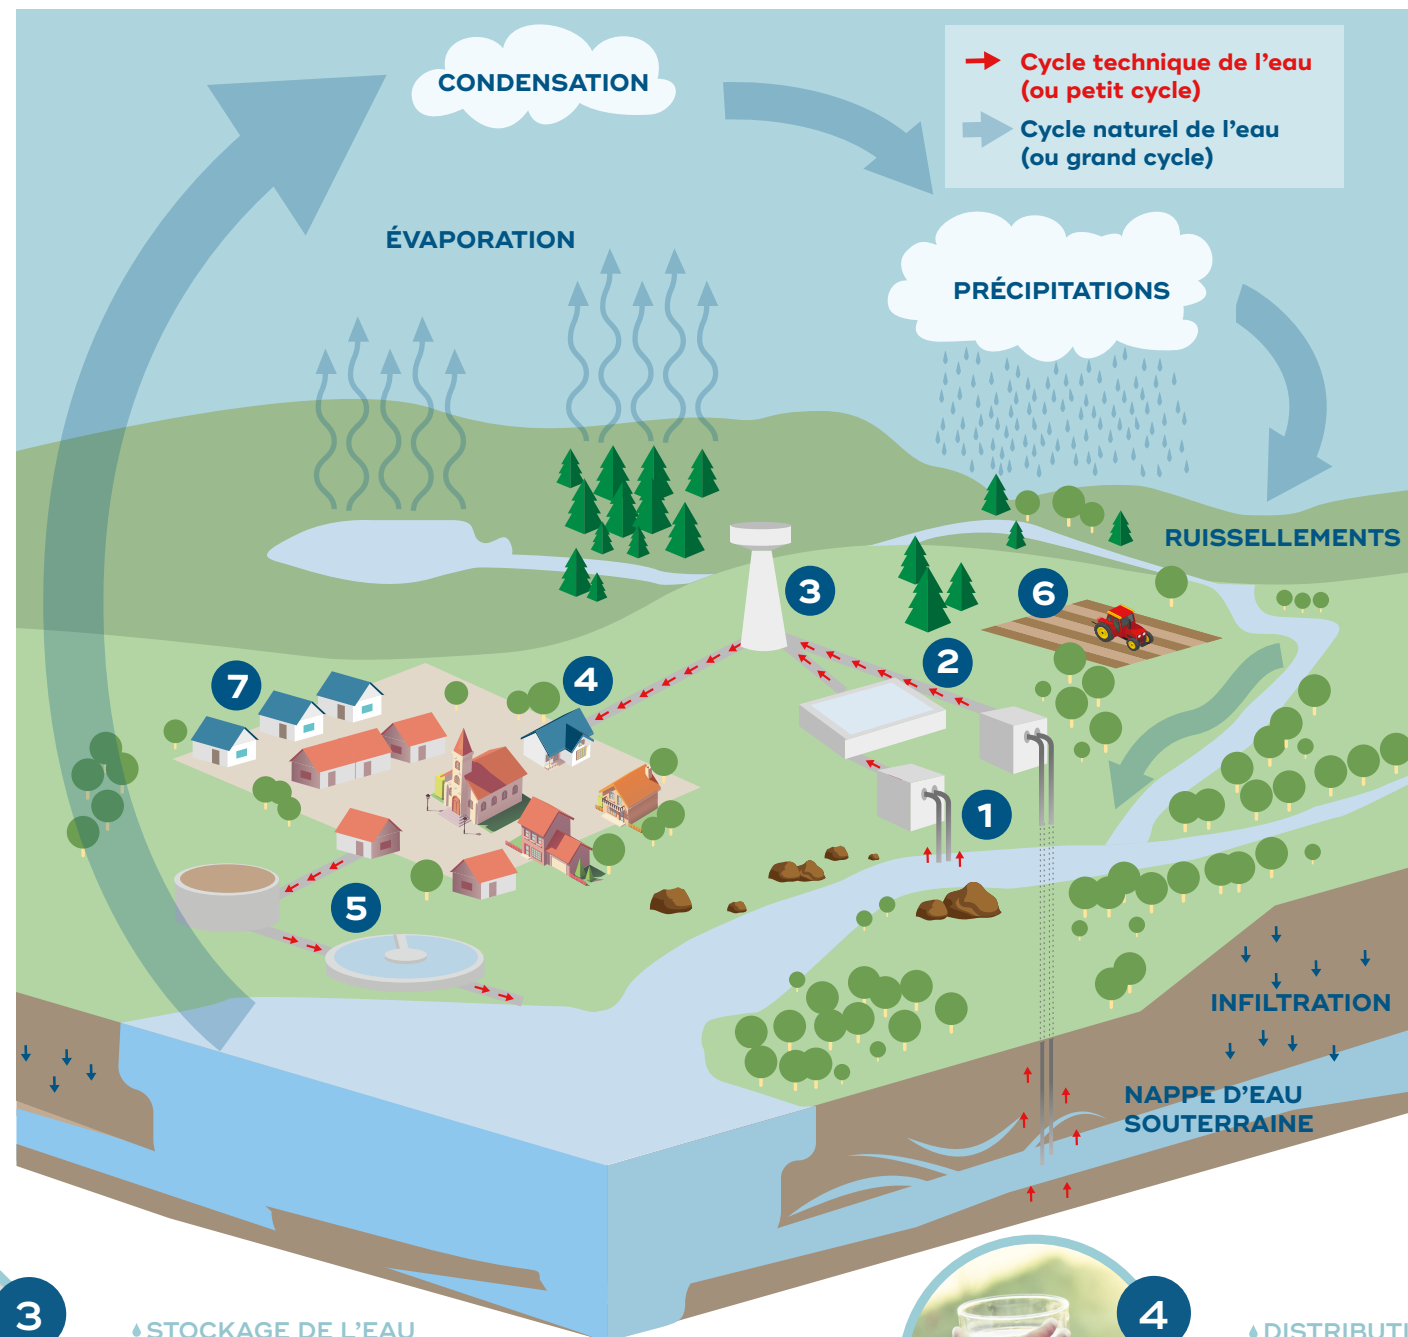 CONDENSATION
Cycle technique de l’eau
(ou petit cycle)
Cycle naturel de l’eau
(ou grand cycle)
ÉVAPORATION
PRÉCIPITATIONS
RUISSELLEMENTS
3
6
2
4
7
1
5
INFILTRATION
NAPPE D’EAU
SOUTERRAINE
3
STOCKAGE DE L’EAU
4
DISTRIBUTI